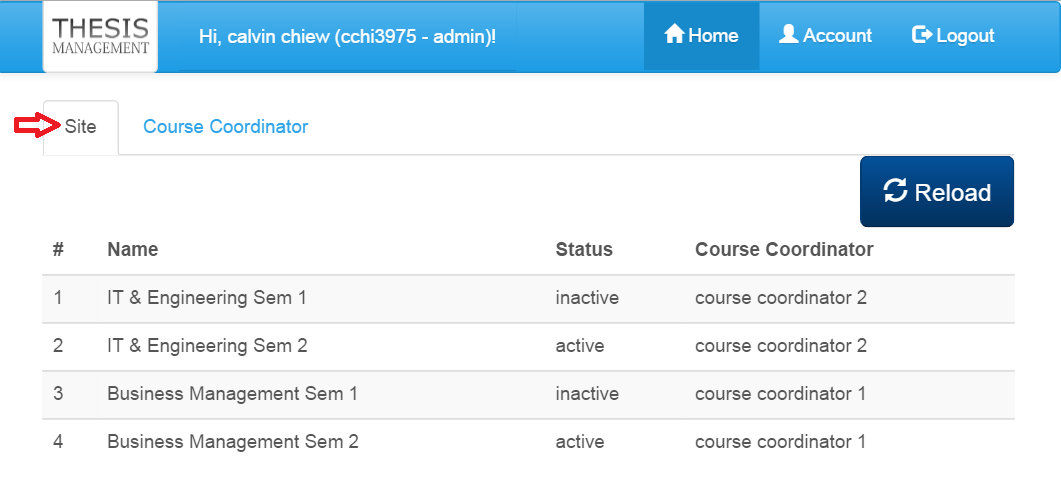 THESIS
MANAGEMENT
Hi, calvin chiew (cchi3975 - admin)!
Home
Account
Logout
Site
Course Coordinator
Reload
# Name Status Course Coordinator
1 IT & Engineering Sem 1 inactive course coordinator 2
2 IT & Engineering Sem 2 active course coordinator 2
3 Business Management Sem 1 inactive course coordinator 1
4 Business Management Sem 2 active course coordinator 1